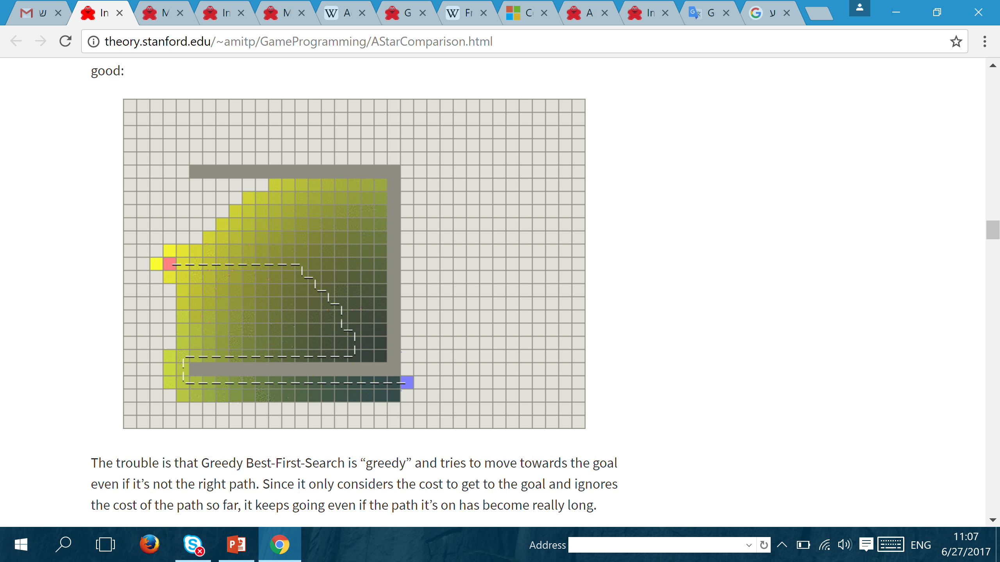 ש In M In M A G Fr C A In G ע
theory.stanford.edu/~amitp/GameProgramming/AStarComparison.html
good:
The trouble is that Greedy Best-First-Search is “greedy” and tries to move towards the goal
even if it’s not the right path. Since it only considers the cost to get to the goal and ignores
the cost of the path so far, it keeps going even if the path it’s on has become really long.
Address
ENG
11:07
6/27/2017